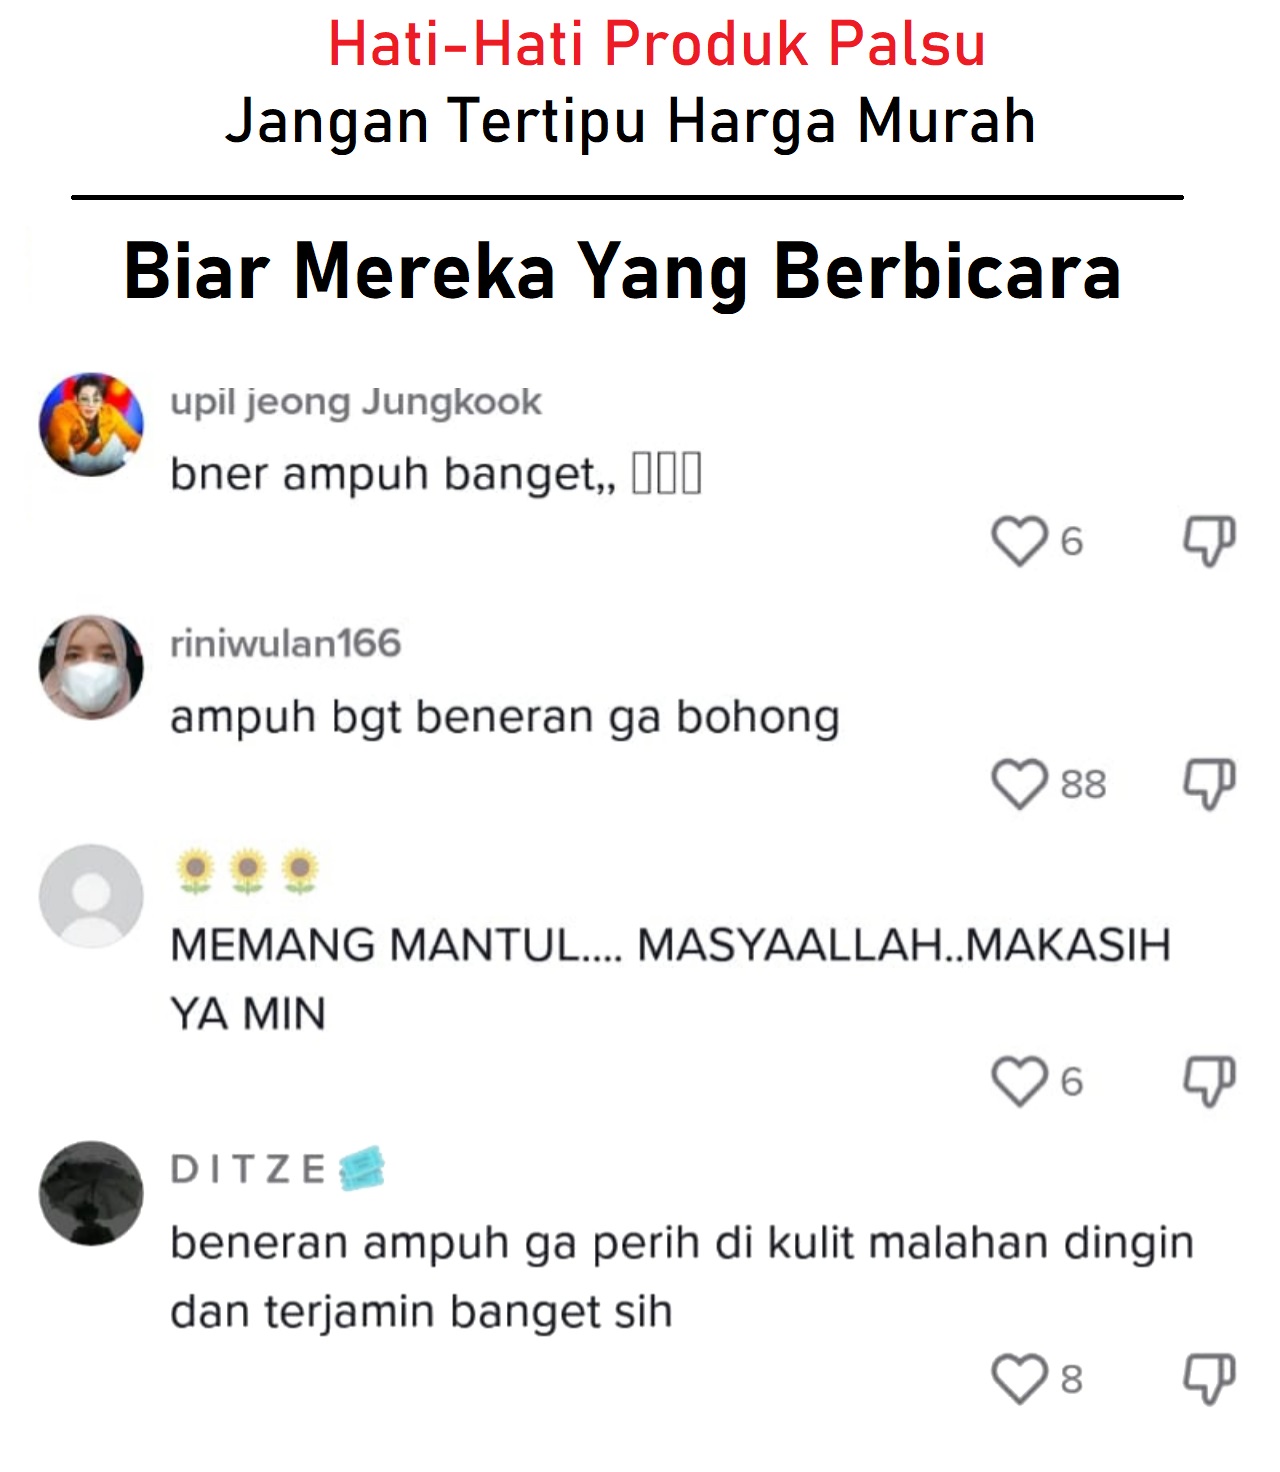 Hati-Hati Produk Palsu
Jangan Tertipu Harga Murah
Biar Mereka Yang Berbicara
upil jeong Jungkook
bner ampuh banget,, ▯▯▯
6
riniwulan166
ampuh bgt beneran ga bohong
88
🌻🌻🌻
MEMANG MANTUL.... MASYAALLAH..MAKASIH
YA MIN
6
D I T Z E🎟️
beneran ampuh ga perih di kulit malahan dingin
dan terjamin banget sih
8